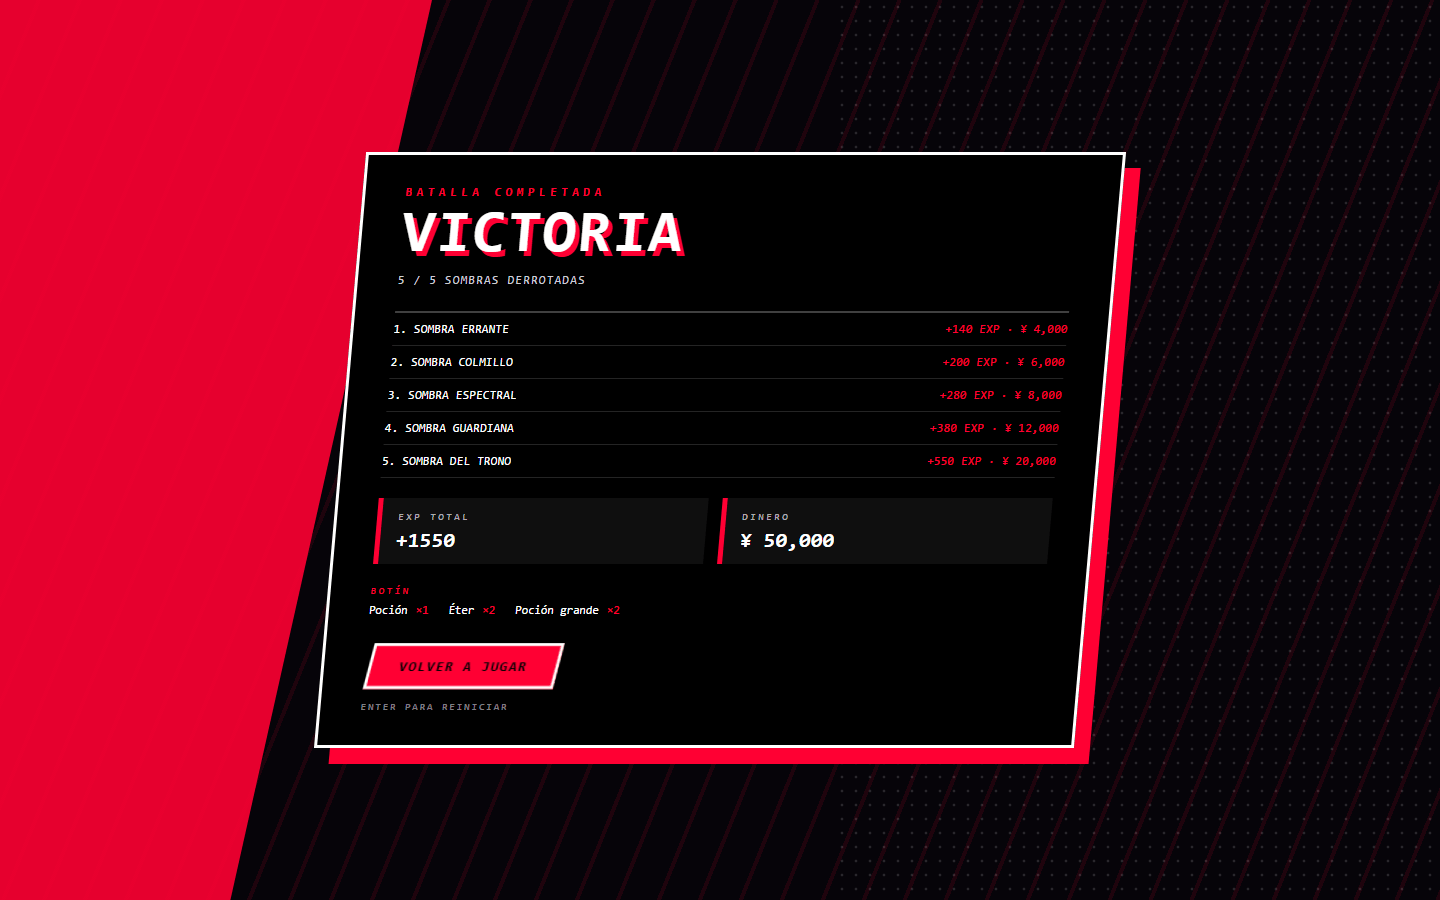 BATALLA COMPLETADA
VICTORIA
5 / 5 SOMBRAS DERROTADAS
1. SOMBRA ERRANTE +140 EXP · ¥ 4,000
2. SOMBRA COLMILLO +200 EXP · ¥ 6,000
3. SOMBRA ESPECTRAL +280 EXP · ¥ 8,000
4. SOMBRA GUARDIANA +380 EXP · ¥ 12,000
5. SOMBRA DEL TRONO +550 EXP · ¥ 20,000
EXP TOTAL
+1550
DINERO
¥ 50,000
BOTÍN
Poción ×1 Éter ×2 Poción grande ×2
VOLVER A JUGAR
ENTER PARA REINICIAR